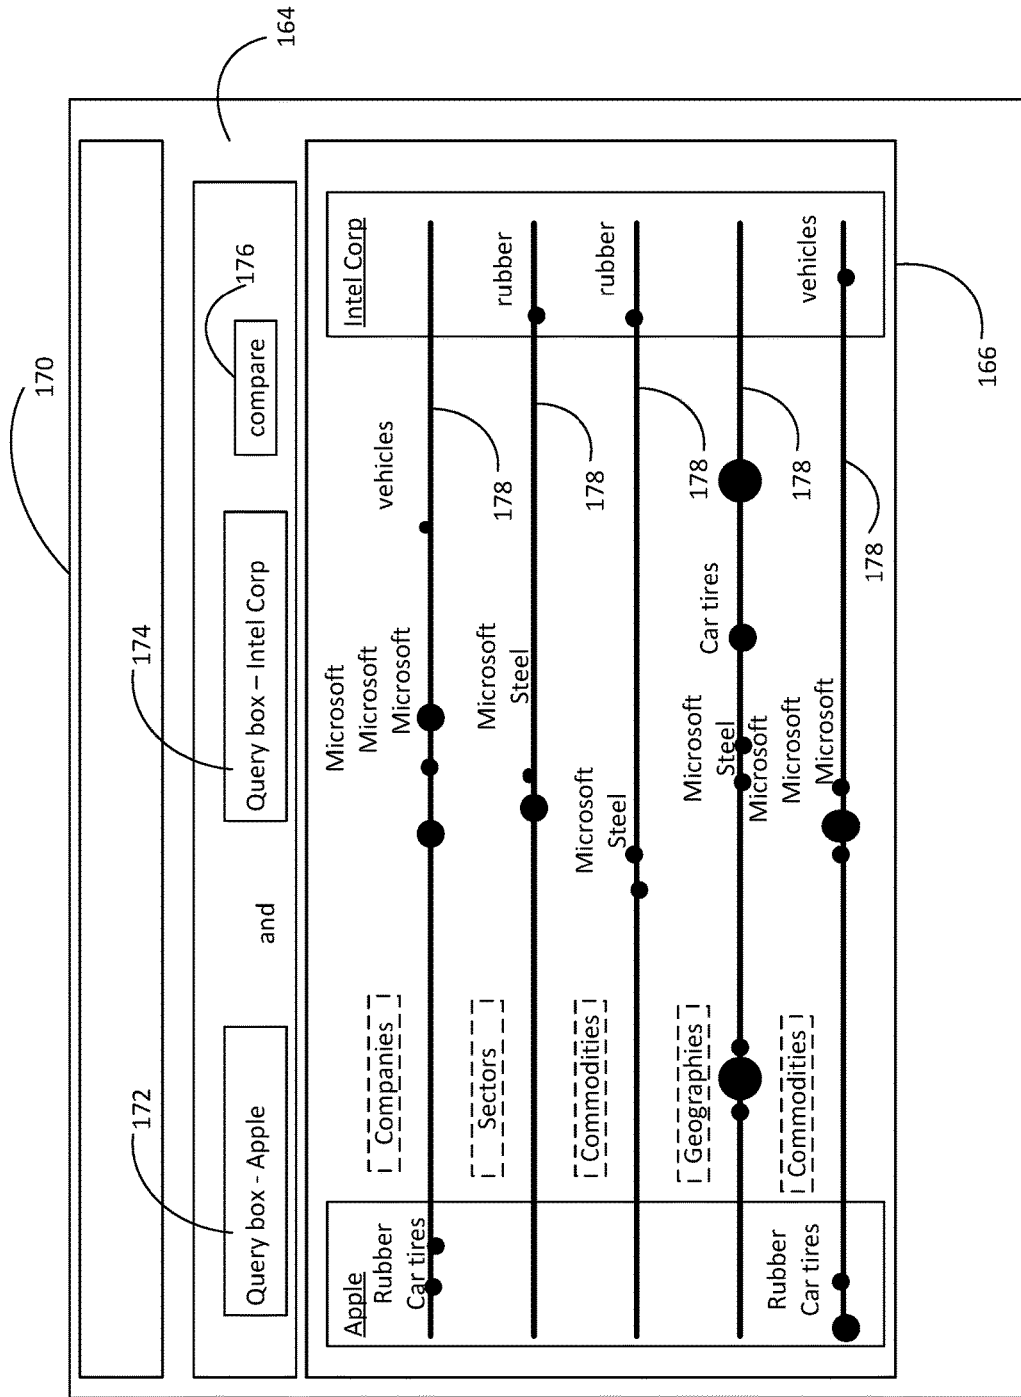 170
172
174
176
164
Query box - Apple
and
Query box – Intel Corp
compare
Apple
Intel Corp
Rubber
Car tires
Companies
Microsoft
Microsoft
Microsoft
vehicles
178
Sectors
Microsoft
Steel
rubber
178
Commodities
Microsoft
Steel
rubber
178
Geographies
Microsoft
Steel
Car tires
178
Rubber
Car tires
Commodities
Microsoft
Microsoft
Microsoft
vehicles
178
166